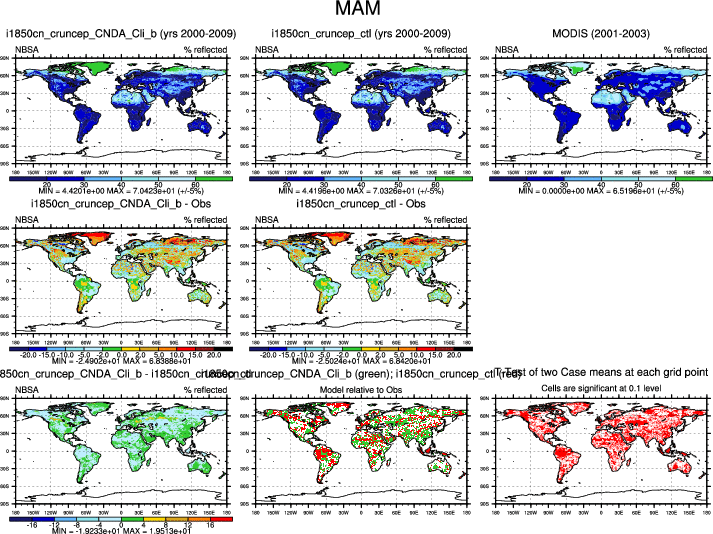 MAM
i1850cn_cruncep_CNDA_Cli_b (yrs 2000-2009)
NBSA % reflected
90N
60N
30N
0
30S
60S
90S
180 150W 120W 90W 60W 30W 0 30E 60E 90E 120E 150E 180
20 30 40 50 60
MIN = 4.4201e+00 MAX = 7.0423e+01 (+/-5%)
i1850cn_cruncep_ctl (yrs 2000-2009)
NBSA % reflected
90N
60N
30N
0
30S
60S
90S
180 150W 120W 90W 60W 30W 0 30E 60E 90E 120E 150E 180
20 30 40 50 60
MIN = 4.4196e+00 MAX = 7.0326e+01 (+/-5%)
MODIS (2001-2003)
NBSA % reflected
90N
60N
30N
0
30S
60S
90S
180 150W 120W 90W 60W 30W 0 30E 60E 90E 120E 150E 180
20 30 40 50 60
MIN = 0.0000e+00 MAX = 6.5196e+01 (+/-5%)
i1850cn_cruncep_CNDA_Cli_b - Obs
NBSA % reflected
90N
60N
30N
0
30S
60S
90S
180 150W 120W 90W 60W 30W 0 30E 60E 90E 120E 150E 180
-20.0 -15.0 -10.0 -5.0 0.0 2.0 5.0 10.0 15.0 20.0
MIN = -2.4902e+01 MAX = 6.8388e+01
i1850cn_cruncep_ctl - Obs
% reflected
90N
60N
30N
0
30S
60S
90S
180 150W 120W 90W 60W 30W 0 30E 60E 90E 120E 150E 180
-20.0 -15.0 -10.0 -5.0 0.0 2.0 5.0 10.0 15.0 20.0
MIN = -2.5024e+01 MAX = 6.8420e+01
850cn_cruncep_CNDA_Cli_b - i1850cn_cruncep
NBSA % reflected
90N
60N
30N
0
30S
60S
90S
180 150W 120W 90W 60W 30W 0 30E 60E 90E 120E 150E 180
-16 -12 -8 -4 0 4 8 12 16
MIN = -1.9233e+01 MAX = 1.9513e+01
cruncep_CNDA_Cli_b (green); i1850cn_cruncep_ctl (red)
Model relative to Obs
90N
60N
30N
0
30S
60S
90S
180 150W 120W 90W 60W 30W 0 30E 60E 90E 120E 150E 180
T-Test of two Case means at each grid point
Cells are significant at 0.1 level
90N
60N
30N
0
30S
60S
90S
180 150W 120W 90W 60W 30W 0 30E 60E 90E 120E 150E 180